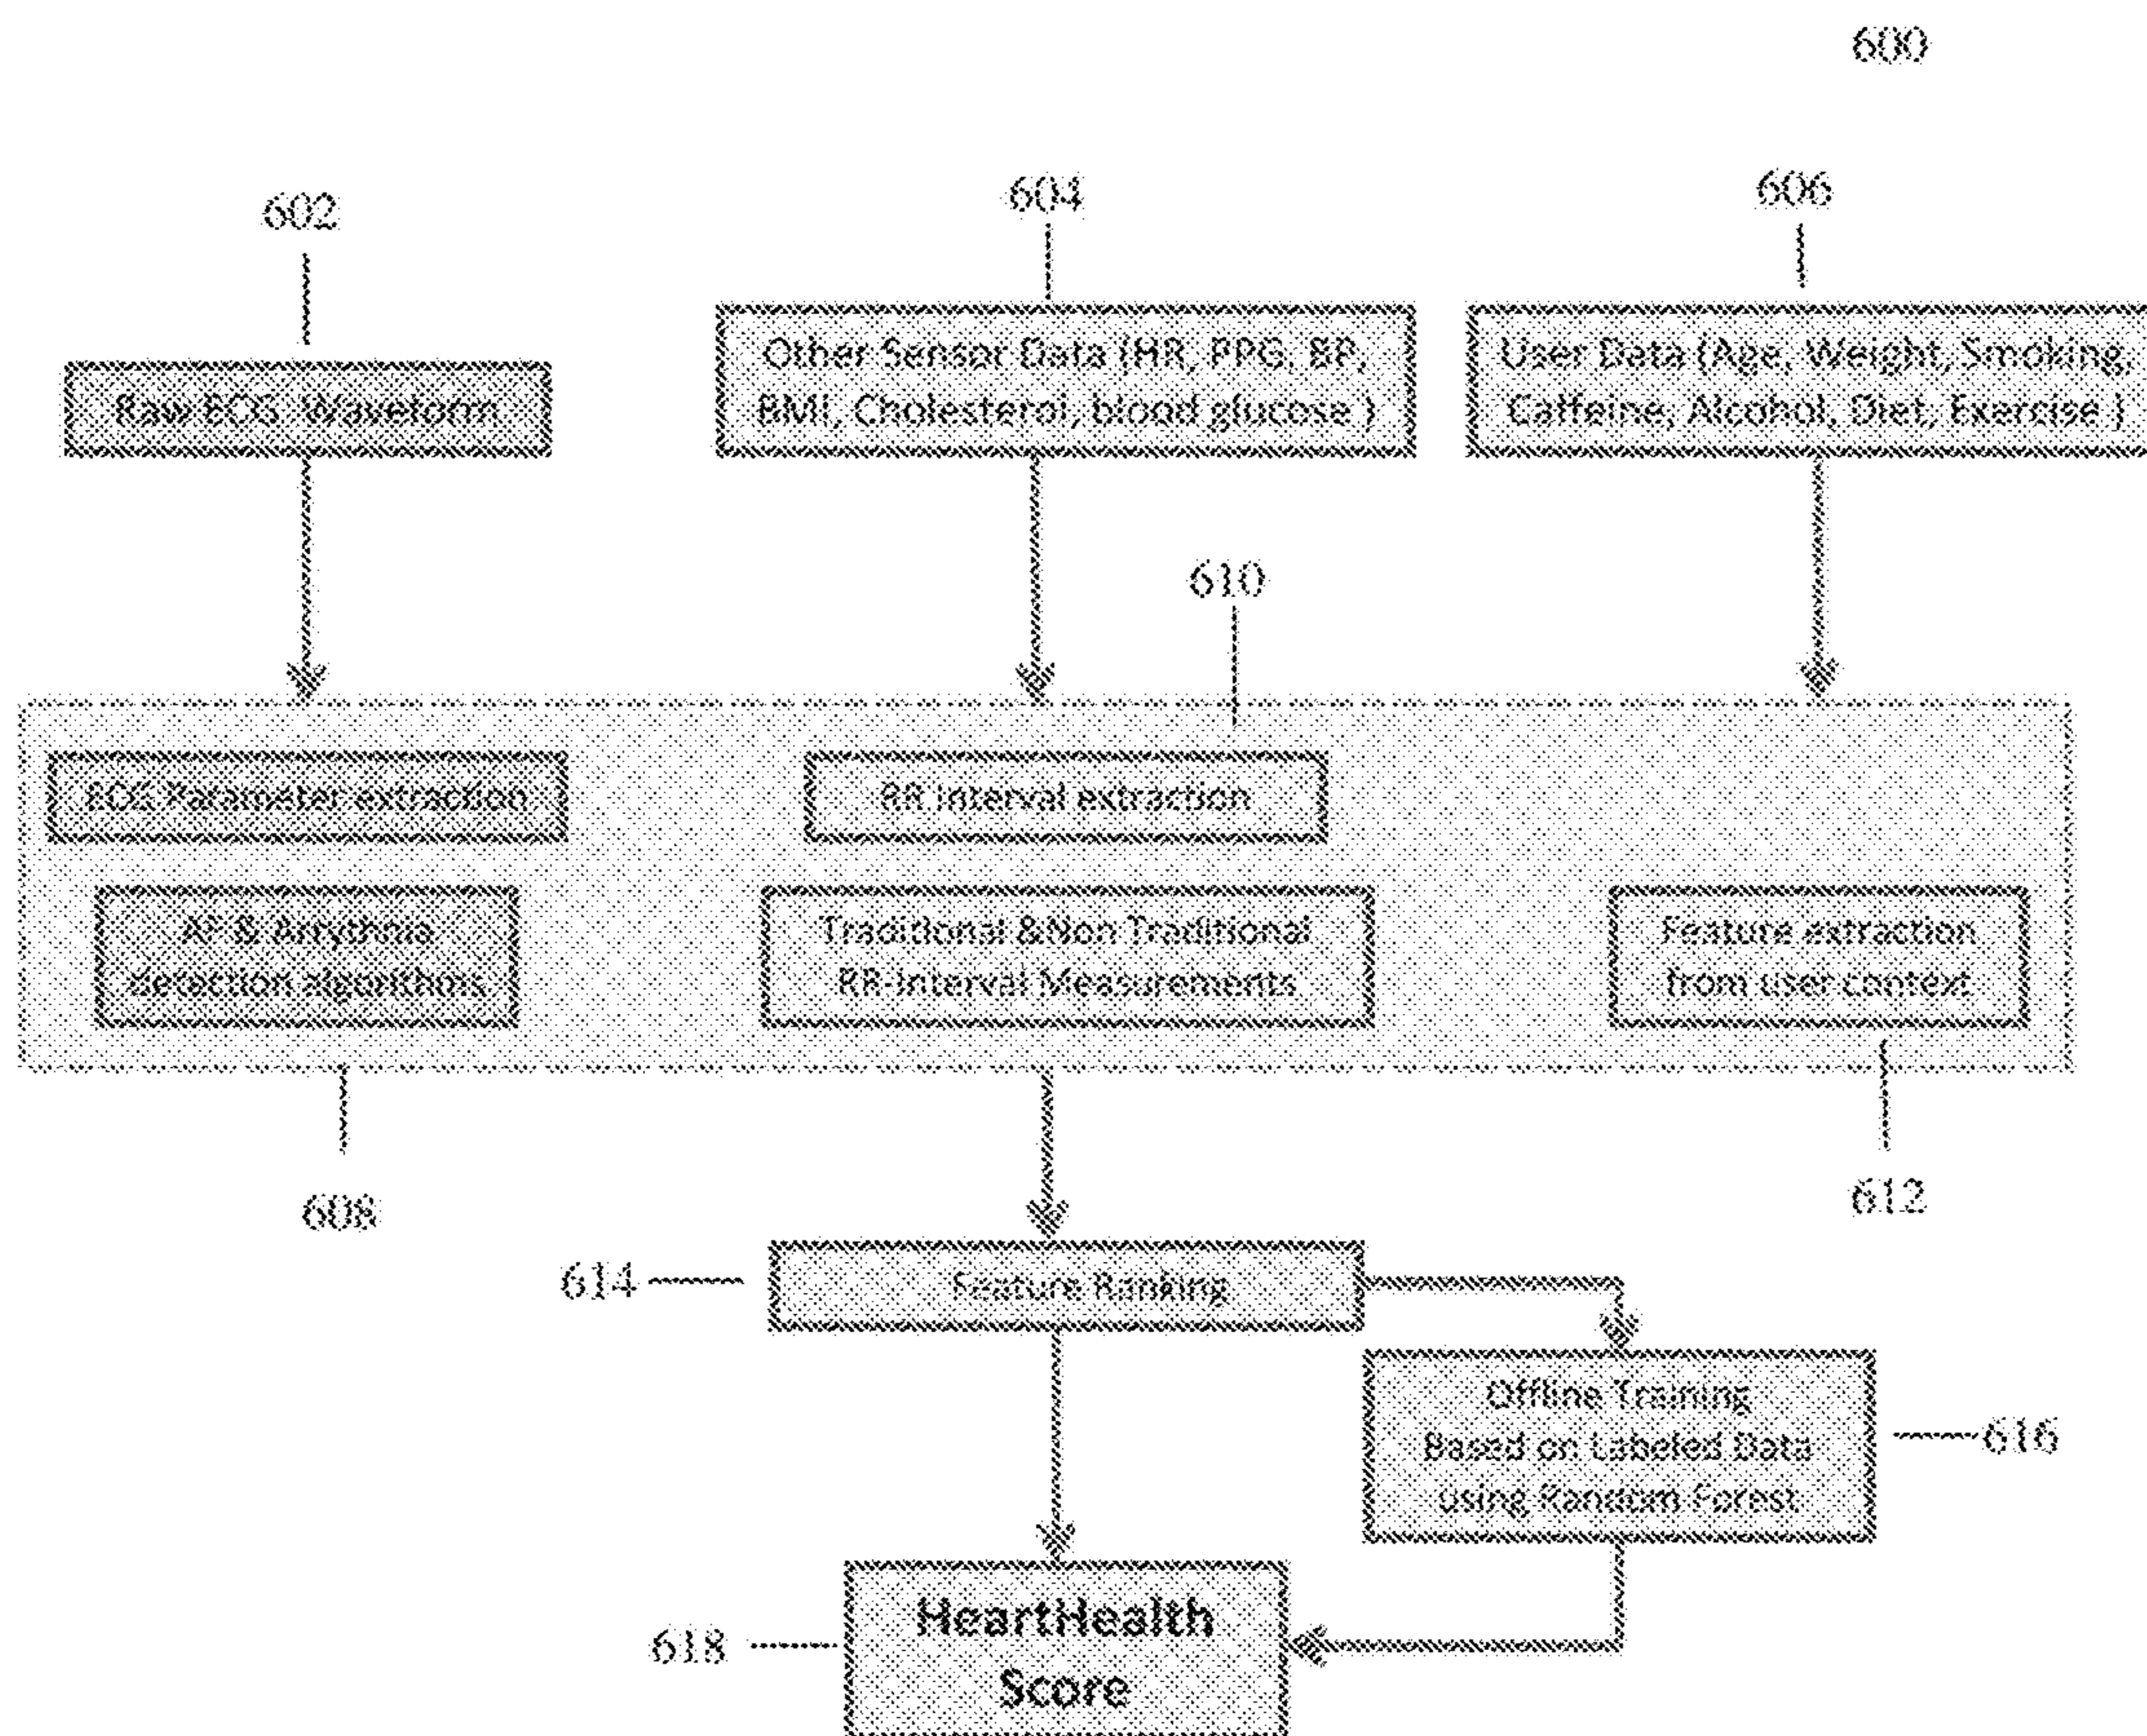 600
602
604
606
Raw ECG Waveform
Other Sensor Data (HR, PPG, BP,
BMI, Cholesterol, blood glucose )
User Data (Age, Weight, Smoking,
Caffeine, Alcohol, Diet, Exercise )
610
ECG Parameter extraction
RR Interval extraction
AF & Arrythmia
detection algorithms
Traditional &Non Traditional
RR-Interval Measurements
Feature extraction
from user context
608
612
614
Feature Ranking
Offline Training
Based on Labeled Data
using Random Forest
616
618
HeartHealth
Score